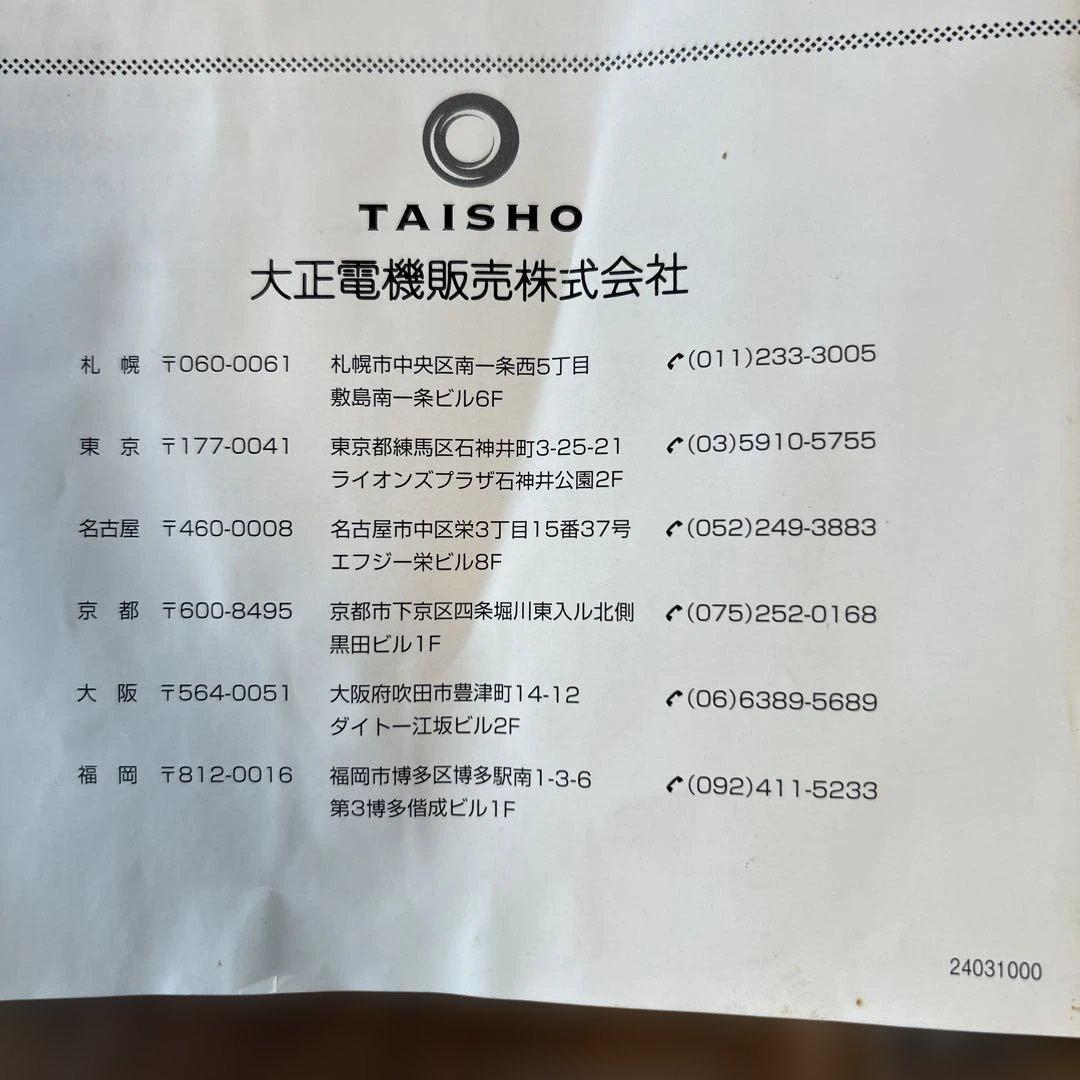 TAISHO
大正電機販売株式会社
札 幌 〒060-0061 札幌市中央区南一条西5丁目 (011)233-3005
敷島南一条ビル6F
東 京 〒177-0041 東京都練馬区石神井町3-25-21 (03)5910-5755
ライオンズプラザ石神井公園2F
名古屋 〒460-0008 名古屋市中区栄3丁目15番37号 (052)249-3883
エフジー栄ビル8F
京 都 〒600-8495 京都市下京区四条堀川東入ル北側 (075)252-0168
黒田ビル1F
大 阪 〒564-0051 大阪府吹田市豊津町14-12 (06)6389-5689
ダイトー江坂ビル2F
福 岡 〒812-0016 福岡市博多区博多駅南1-3-6 (092)411-5233
第3博多偕成ビル1F
24031000